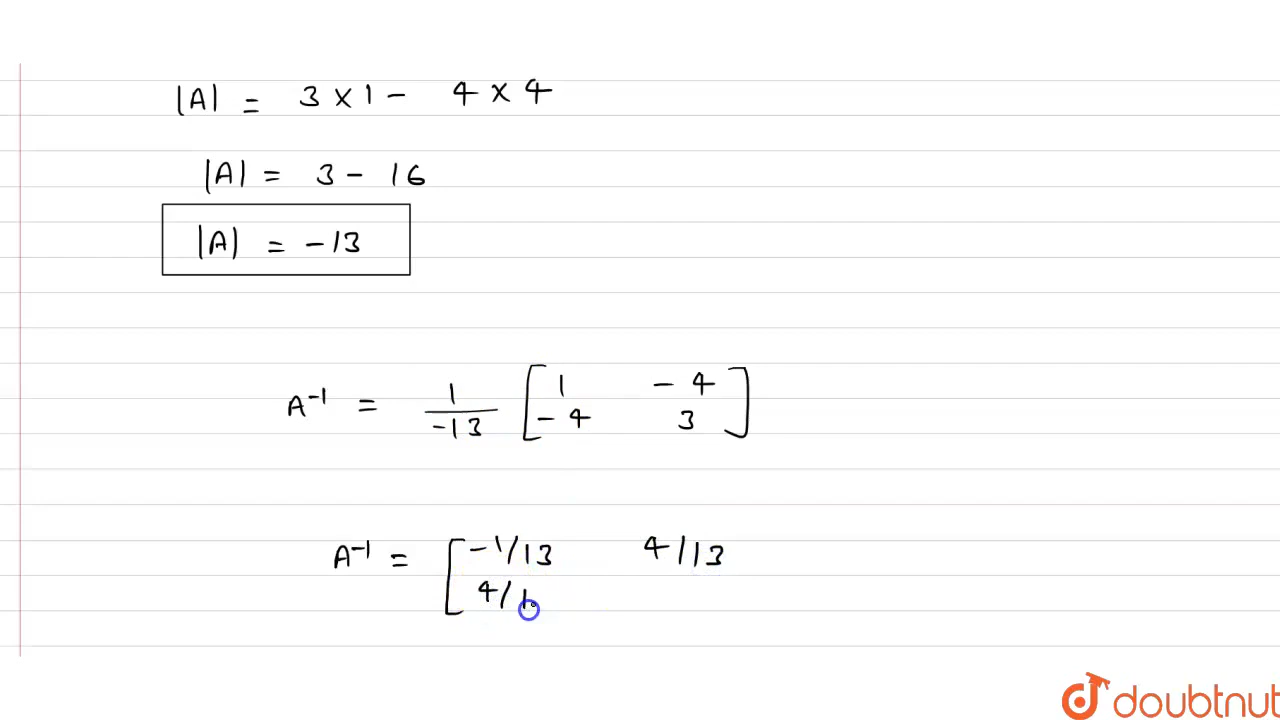 |A| = 3 × 1 - 4 × 4
|A| = 3 - 16
|A| = -13
A⁻¹ = 1/-13 [1 -4
-4 3]
A⁻¹ = [-1/13 4/13
4/1
doubtnut